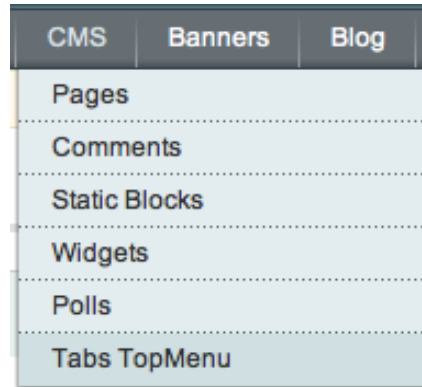 CMS Banners Blog
Pages
Comments
Static Blocks
Widgets
Polls
Tabs TopMenu